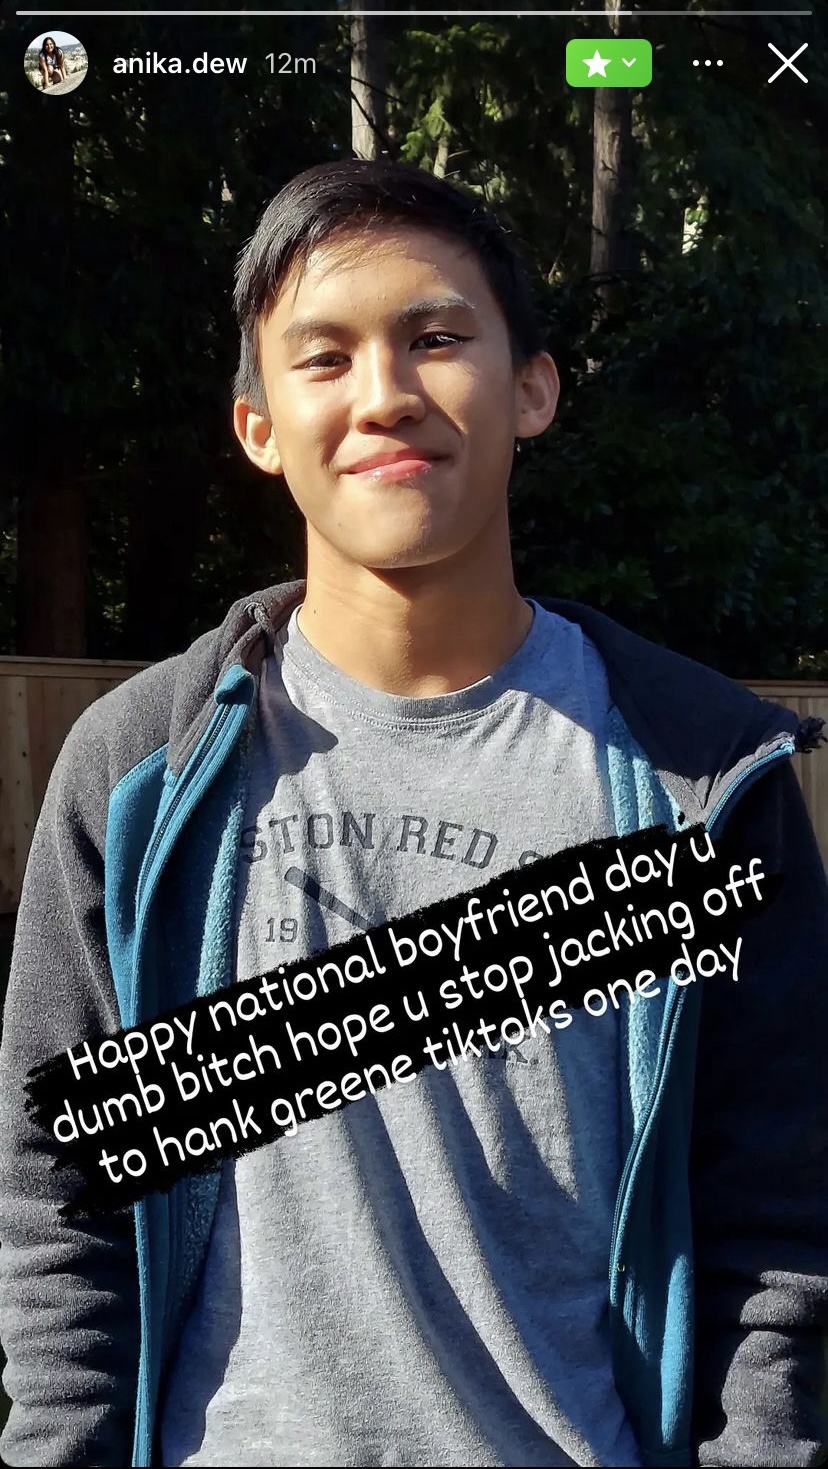 anika.dew 12m
STON RED S
19
Happy national boyfriend day u
dumb bitch hope u stop jacking off
to hank greene tiktoks one day